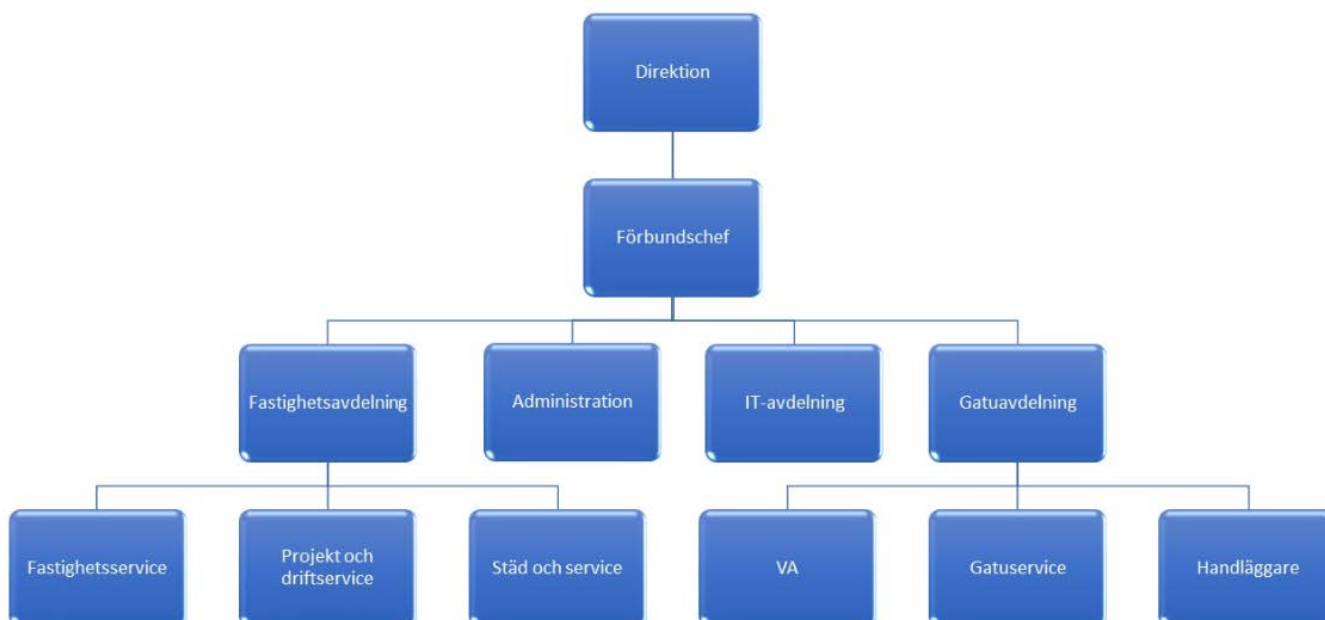 Direktion
Förbundschef
Fastighetsavdelning
Administration
IT-avdelning
Gatuavdelning
Fastighetsservice
Projekt och
driftservice
Städ och service
VA
Gatuservice
Handläggare